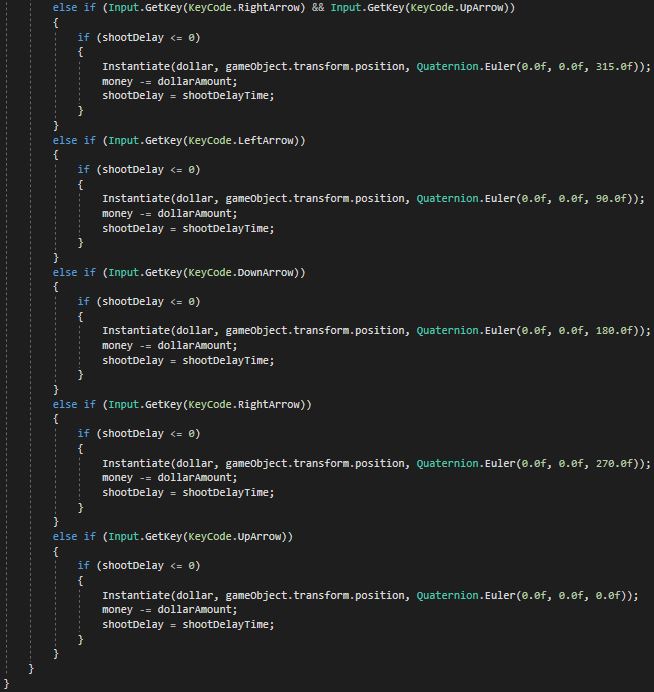 else if (Input.GetKey(KeyCode.RightArrow) && Input.GetKey(KeyCode.UpArrow))
{
if (shootDelay <= 0)
{
Instantiate(dollar, gameObject.transform.position, Quaternion.Euler(0.0f, 0.0f, 315.0f));
money -= dollarAmount;
shootDelay = shootDelayTime;
}
}
else if (Input.GetKey(KeyCode.LeftArrow))
{
if (shootDelay <= 0)
{
Instantiate(dollar, gameObject.transform.position, Quaternion.Euler(0.0f, 0.0f, 90.0f));
money -= dollarAmount;
shootDelay = shootDelayTime;
}
}
else if (Input.GetKey(KeyCode.DownArrow))
{
if (shootDelay <= 0)
{
Instantiate(dollar, gameObject.transform.position, Quaternion.Euler(0.0f, 0.0f, 180.0f));
money -= dollarAmount;
shootDelay = shootDelayTime;
}
}
else if (Input.GetKey(KeyCode.RightArrow))
{
if (shootDelay <= 0)
{
Instantiate(dollar, gameObject.transform.position, Quaternion.Euler(0.0f, 0.0f, 270.0f));
money -= dollarAmount;
shootDelay = shootDelayTime;
}
}
else if (Input.GetKey(KeyCode.UpArrow))
{
if (shootDelay <= 0)
{
Instantiate(dollar, gameObject.transform.position, Quaternion.Euler(0.0f, 0.0f, 0.0f));
money -= dollarAmount;
shootDelay = shootDelayTime;
}
}
}
}